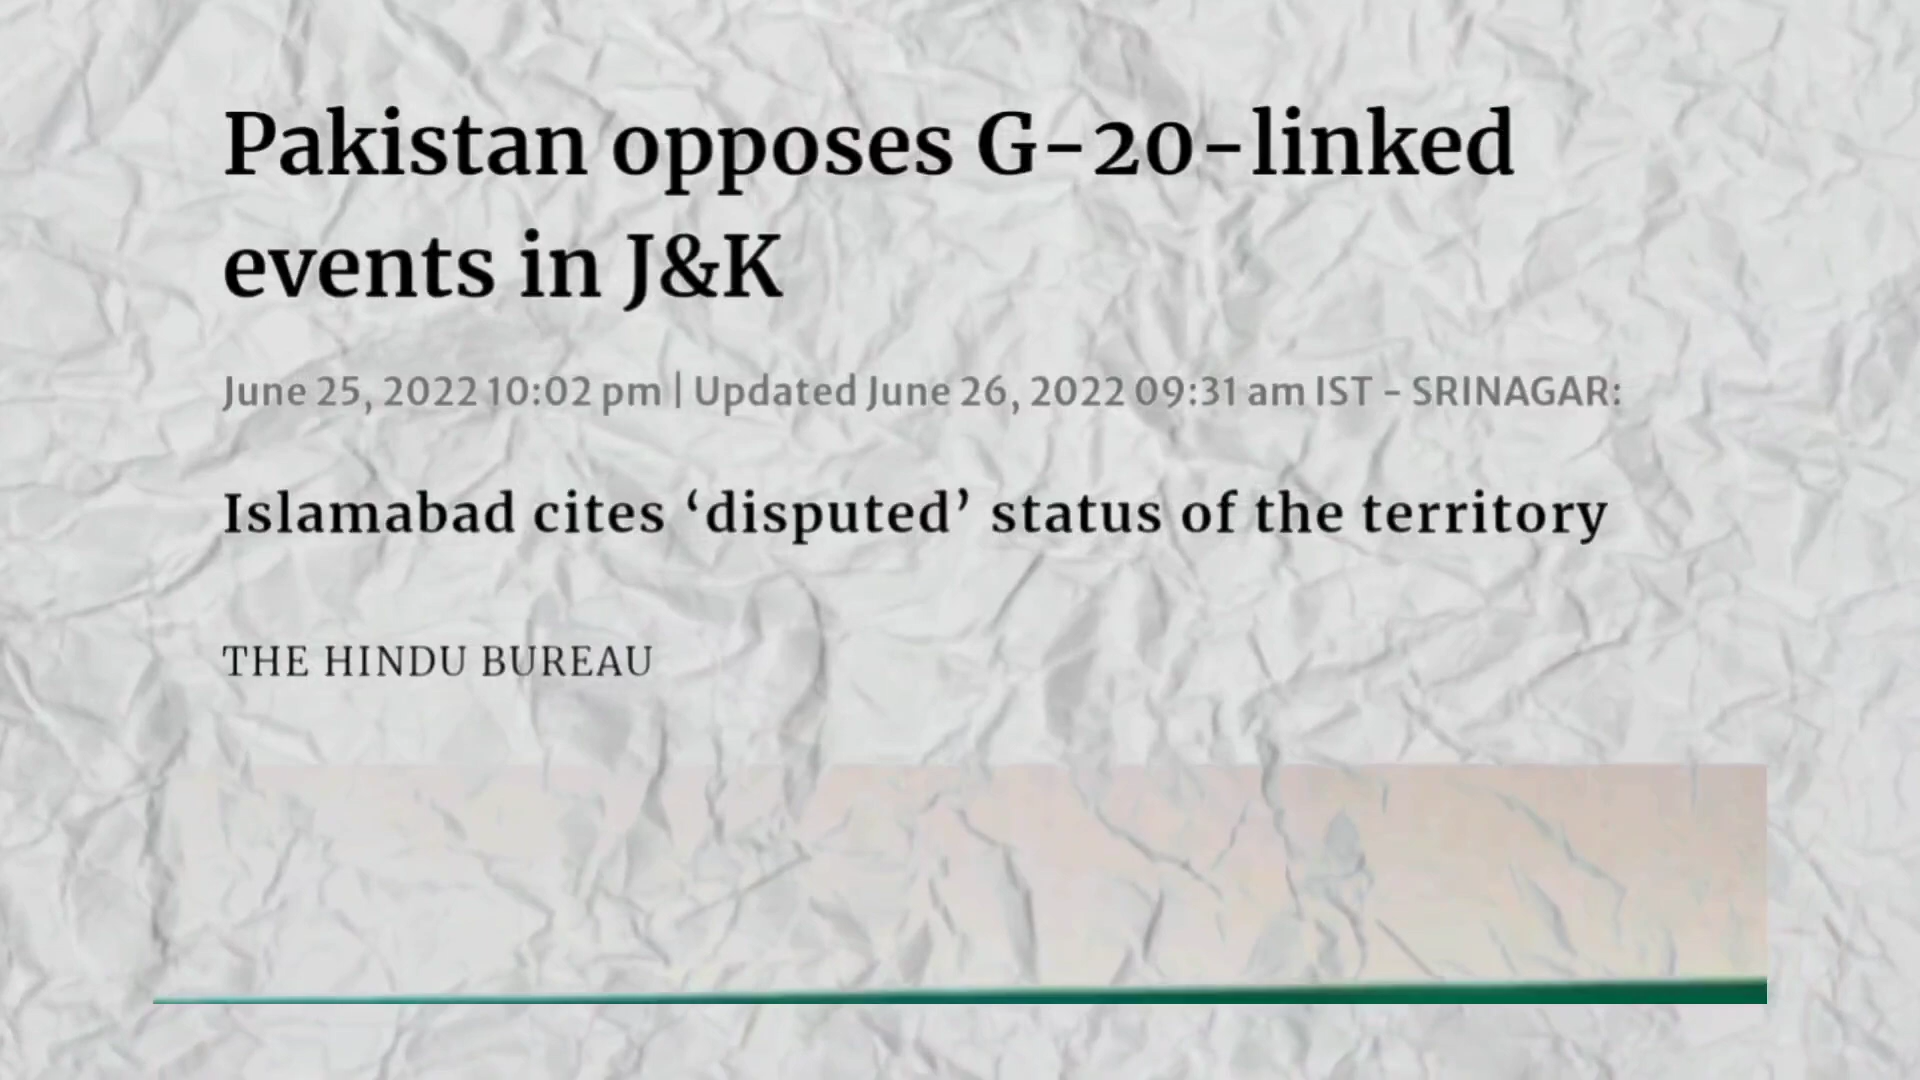 Pakistan opposes G-20-linked
events in J&K
June 25, 2022 10:02 pm | Updated June 26, 2022 09:31 am IST - SRINAGAR:
Islamabad cites ‘disputed’ status of the territory
THE HINDU BUREAU